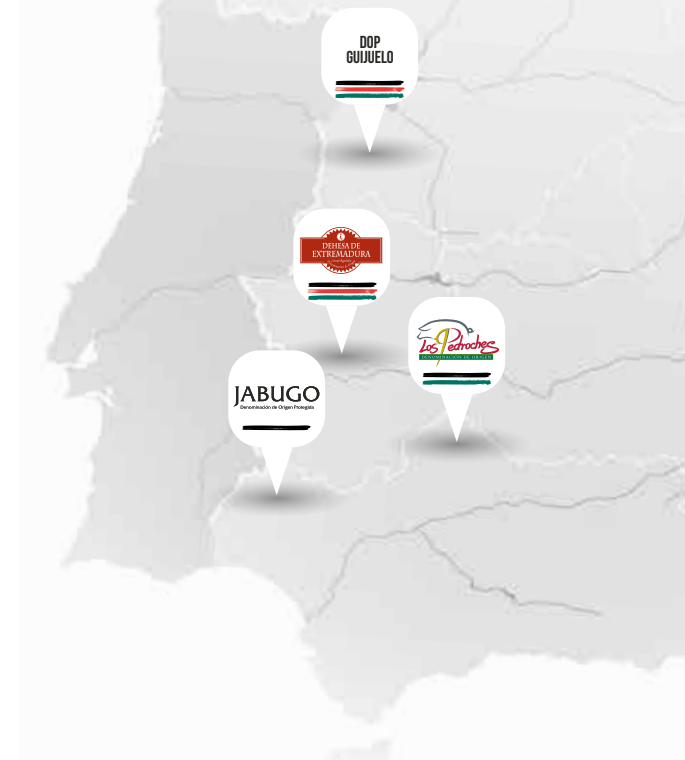 DOP
GUIJUELO
DEHESA DE
EXTREMADURA
Los Pedroches
DENOMINACIÓN DE ORIGEN
JABUGO
Denominación de Origen Protegida